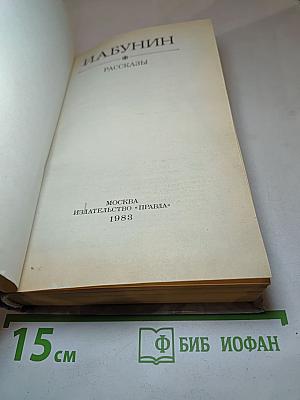 И.А.БУНИН
РАССКАЗЫ
МОСКВА
ИЗДАТЕЛЬСТВО «ПРАВДА»
1983
15 см
Ф БИБ ИОФАН